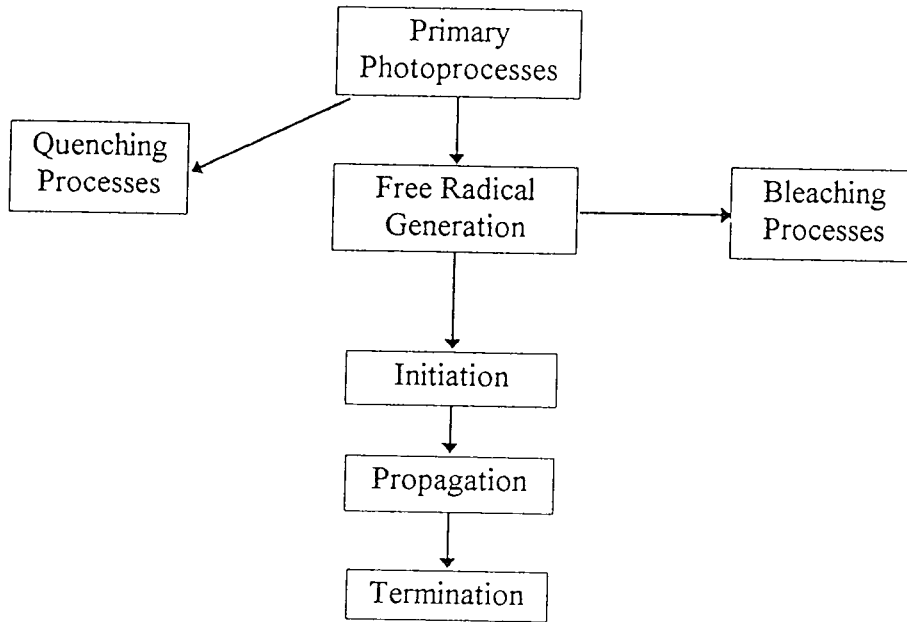 Primary
Photoprocesses
Quenching
Processes
Free Radical
Generation
Bleaching
Processes
Initiation
Propagation
Termination